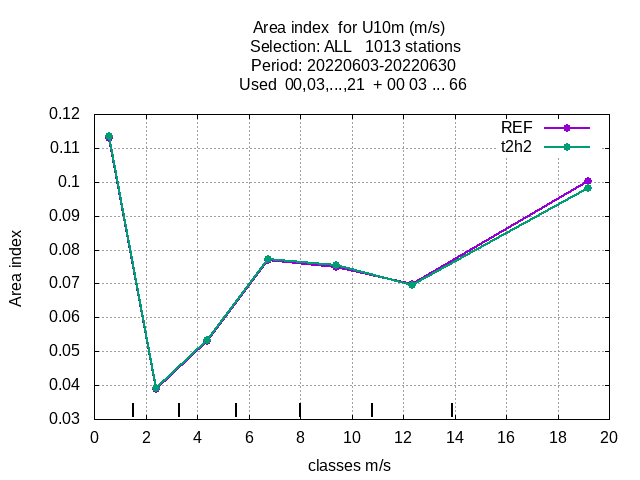 Area index  for U10m (m/s)
Selection: ALL   1013 stations
Period: 20220603-20220630
Used  00,03,...,21  + 00 03 ... 66
0.12
0.11
0.1
0.09
0.08
0.07
0.06
0.05
0.04
0.03
Area index
REF
t2h2
0 2 4 6 8 10 12 14 16 18 20
classes m/s